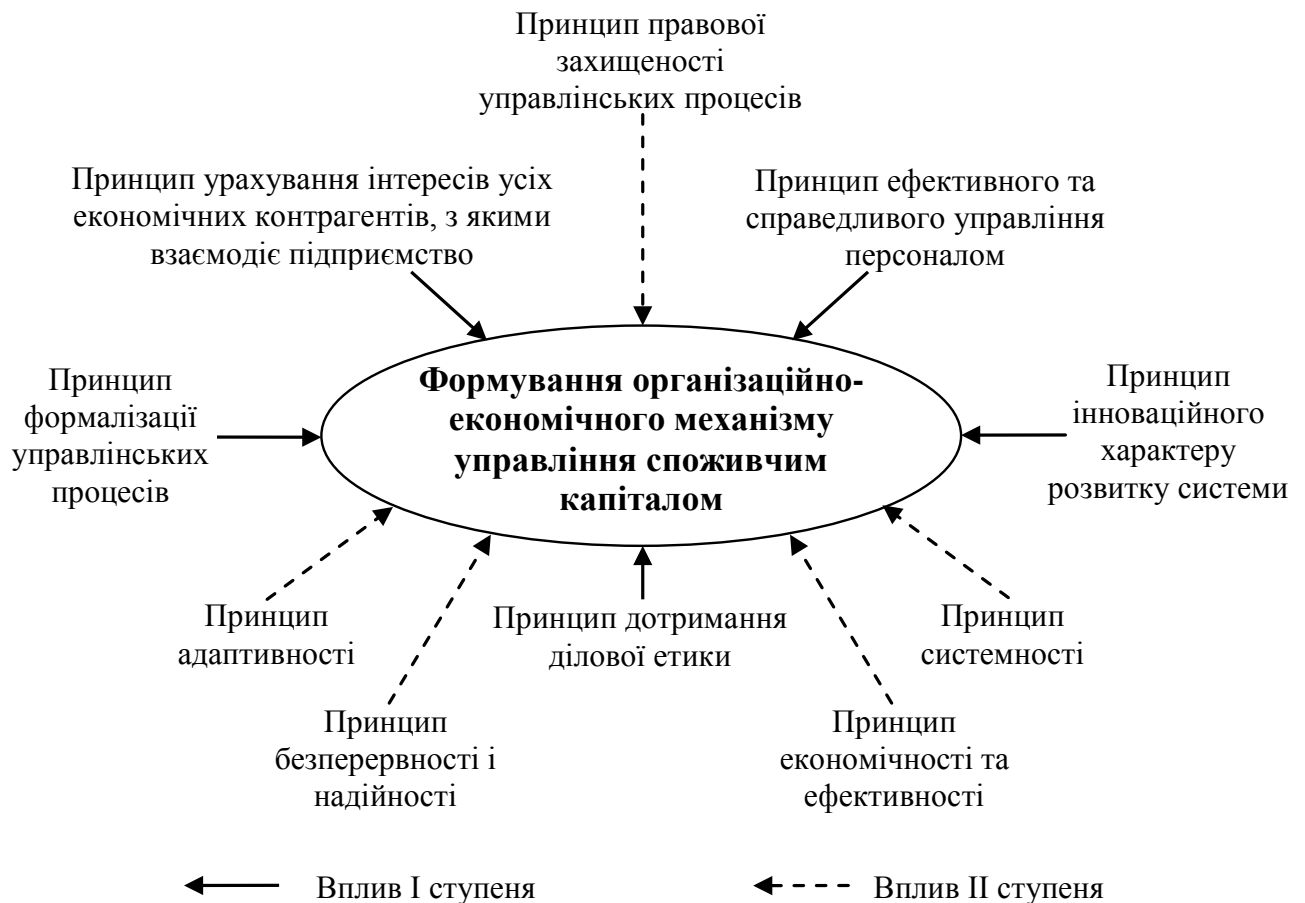 Принцип правової
захищеності
управлінських процесів
Принцип урахування інтересів усіх
економічних контрагентів, з якими
взаємодіє підприємство
Принцип ефективного та
справедливого управління
персоналом
Принцип
формалізації
управлінських
процесів
Формування організаційно-
економічного механізму
управління споживчим
капіталом
Принцип
інноваційного
характеру
розвитку системи
Принцип
адаптивності
Принцип дотримання
ділової етики
Принцип
системності
Принцип
безперервності і
надійності
Принцип
економічності та
ефективності
Вплив І ступеня
Вплив ІІ ступеня